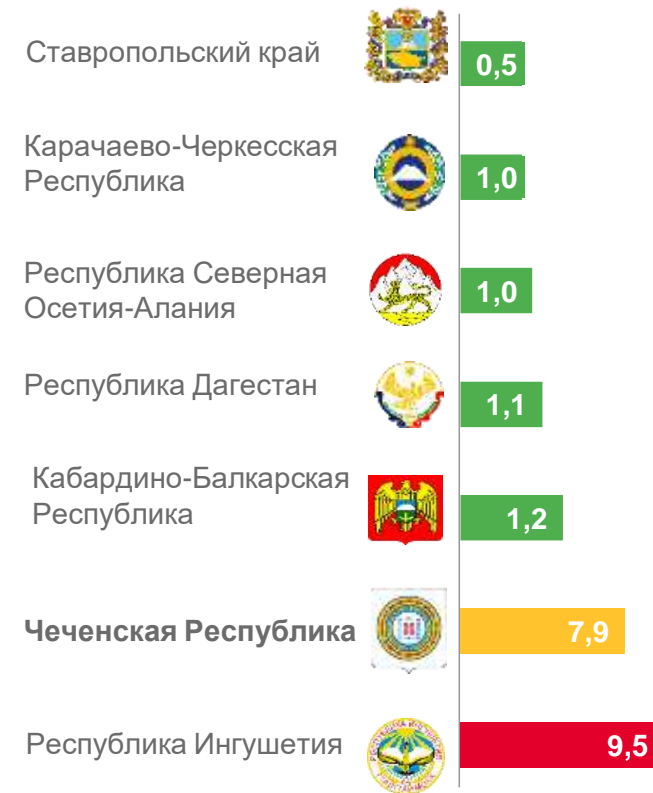 Ставропольский край
0,5
Карачаево-Черкесская
Республика
1,0
Республика Северная
Осетия-Алания
1,0
Республика Дагестан
1,1
Кабардино-Балкарская
Республика
1,2
Чеченская Республика
7,9
Республика Ингушетия
9,5